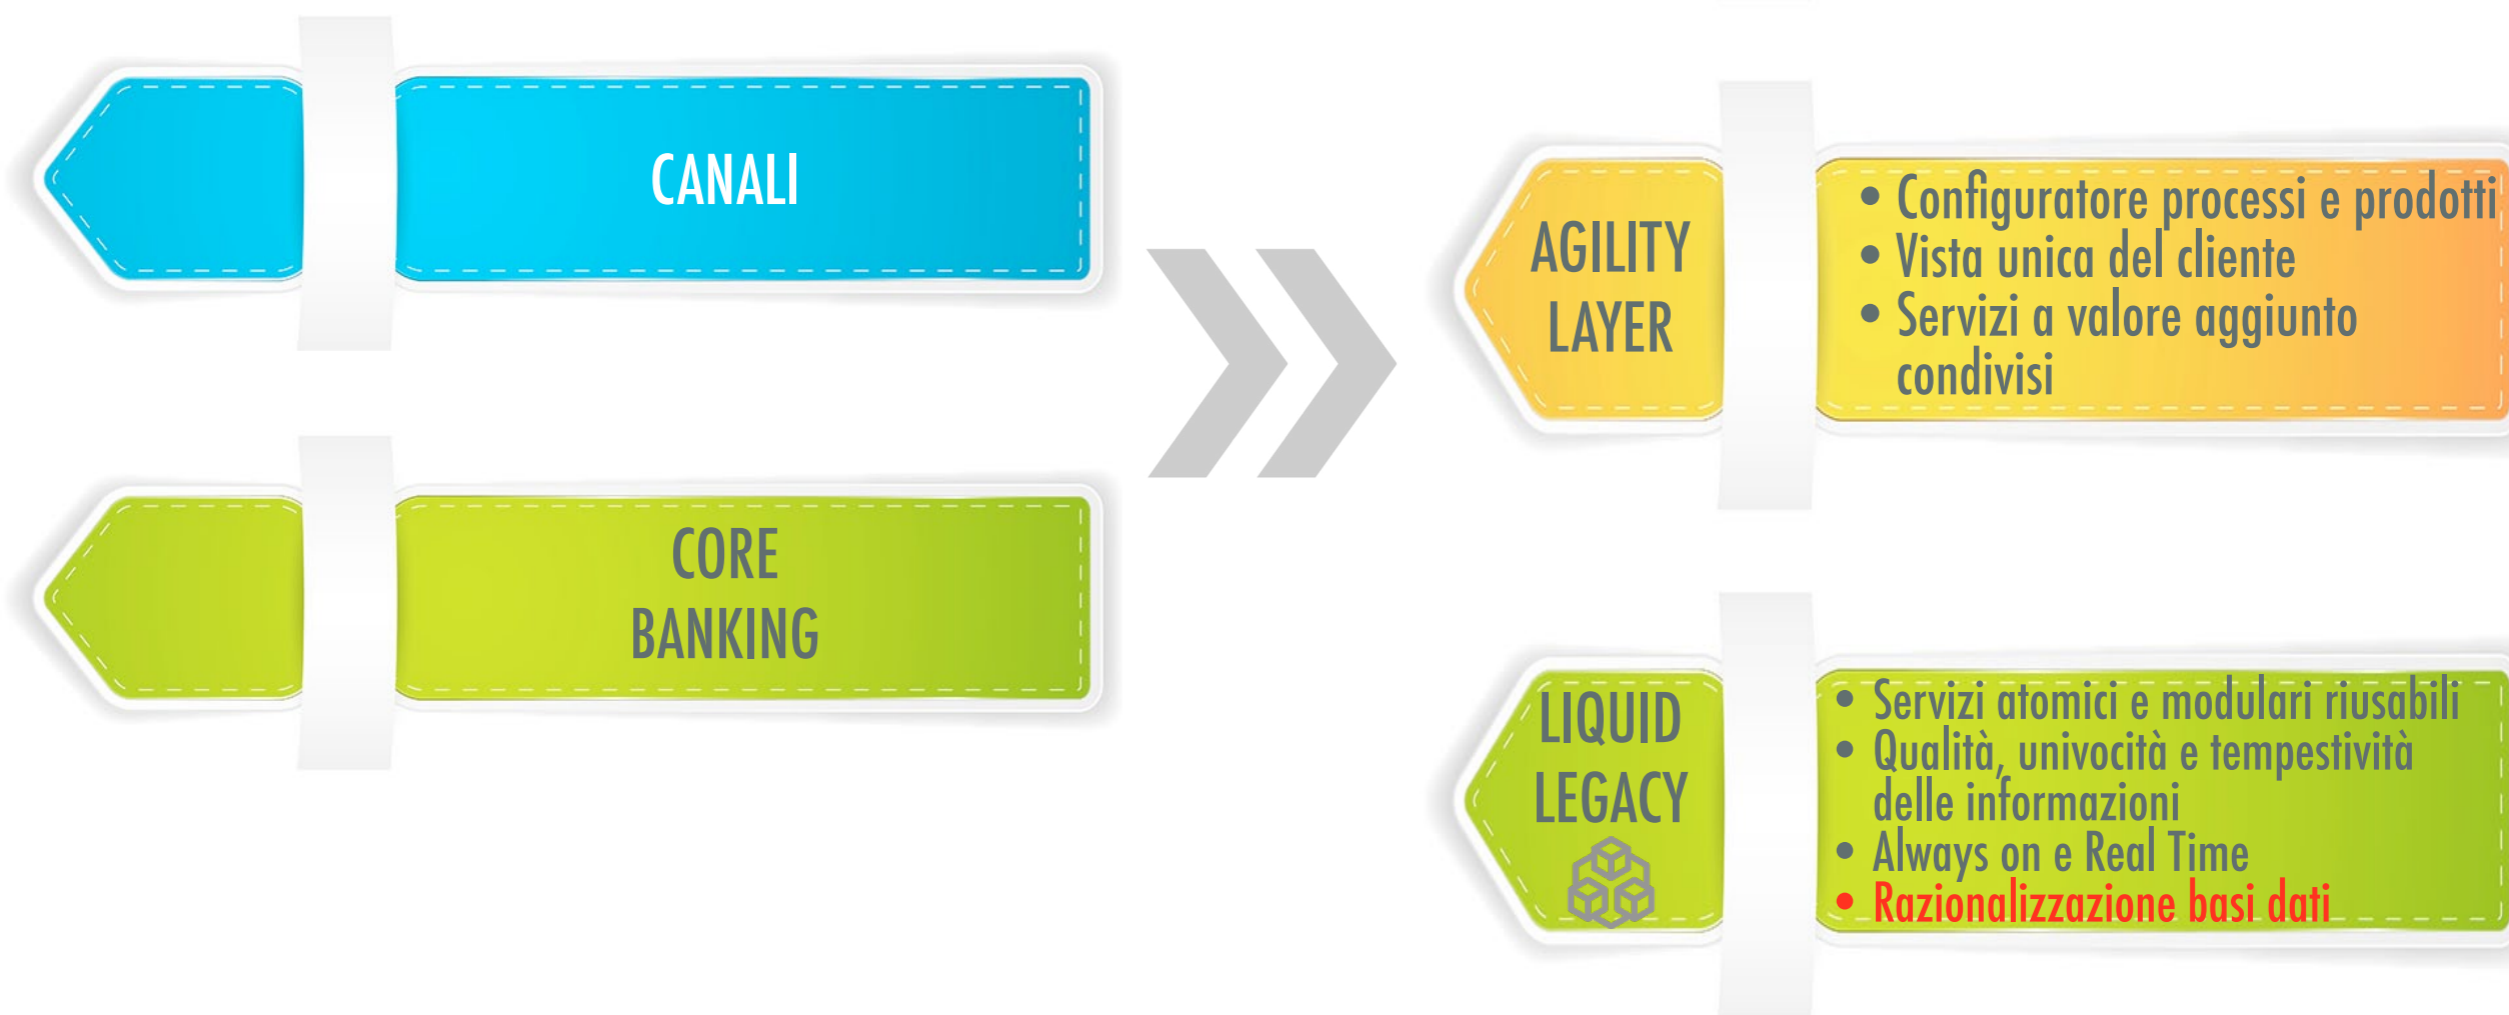 CANALI
CORE
BANKING
AGILITY
LAYER
• Configuratore processi e prodotti
• Vista unica del cliente
• Servizi a valore aggiunto
condivisi
LIQUID
LEGACY
• Servizi atomici e modulari riusabili
• Qualità, univocità e tempestività
delle informazioni
• Always on e Real Time
• Razionalizzazione basi dati